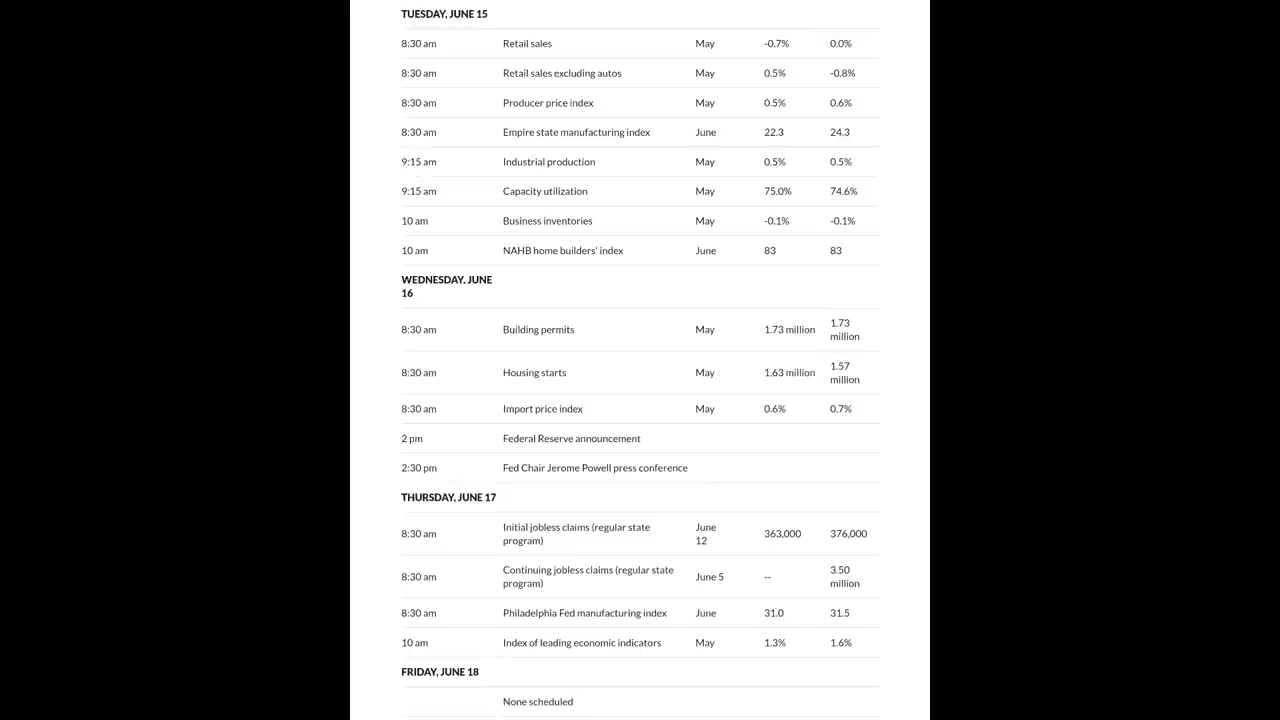 TUESDAY, JUNE 15
8:30 am Retail sales May -0.7% 0.0%
8:30 am Retail sales excluding autos May 0.5% -0.8%
8:30 am Producer price index May 0.5% 0.6%
8:30 am Empire state manufacturing index June 22.3 24.3
9:15 am Industrial production May 0.5% 0.5%
9:15 am Capacity utilization May 75.0% 74.6%
10 am Business inventories May -0.1% -0.1%
10 am NAHB home builders' index June 83 83
WEDNESDAY, JUNE
16
8:30 am Building permits May 1.73 million 1.73
million
8:30 am Housing starts May 1.63 million 1.57
million
8:30 am Import price index May 0.6% 0.7%
2 pm Federal Reserve announcement
2:30 pm Fed Chair Jerome Powell press conference
THURSDAY, JUNE 17
8:30 am Initial jobless claims (regular state
program) June
12 363,000 376,000
8:30 am Continuing jobless claims (regular state
program) June 5 -- 3.50
million
8:30 am Philadelphia Fed manufacturing index June 31.0 31.5
10 am Index of leading economic indicators May 1.3% 1.6%
FRIDAY, JUNE 18
None scheduled